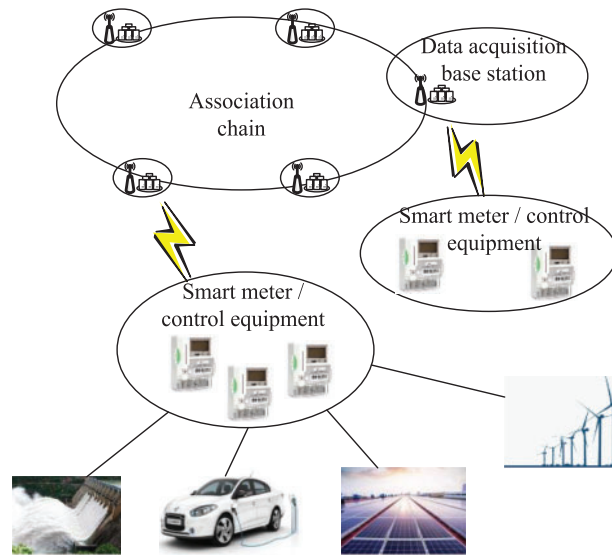 Data acquisition
base station
Association
chain
Smart meter / control
equipment
Smart meter /
control equipment